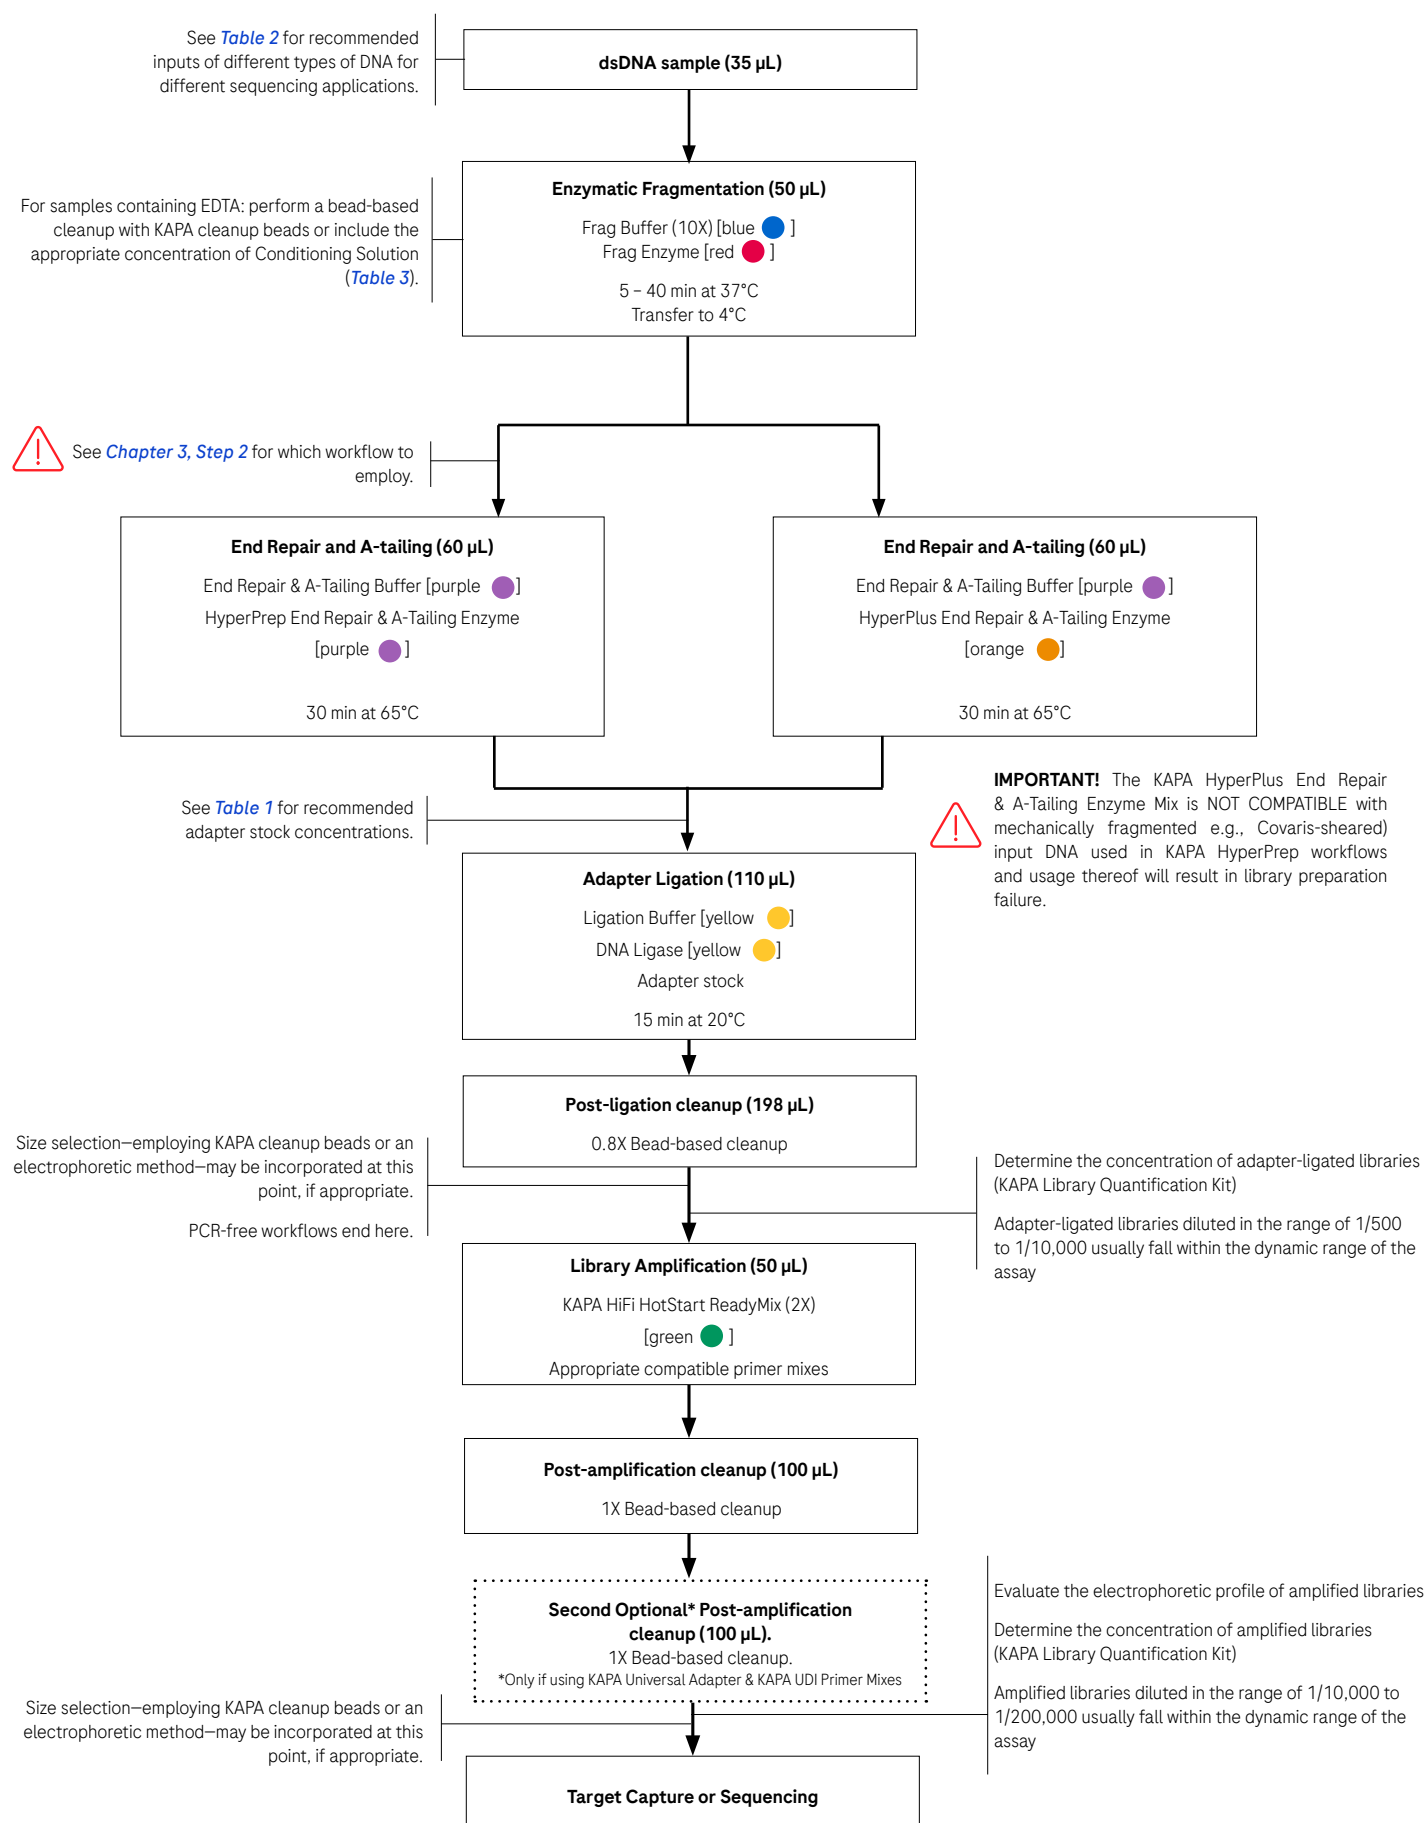 See Table 2 for recommended
inputs of different types of DNA for
different sequencing applications.
dsDNA sample (35 µL)
Enzymatic Fragmentation (50 µL)
Frag Buffer (10X) [blue ]
Frag Enzyme [red ]
5 – 40 min at 37°C
Transfer to 4°C
For samples containing EDTA: perform a bead-based
cleanup with KAPA cleanup beads or include the
appropriate concentration of Conditioning Solution
(Table 3).
See Chapter 3, Step 2 for which workflow to
employ.
End Repair and A-tailing (60 µL)
End Repair & A-Tailing Buffer [purple ]
HyperPrep End Repair & A-Tailing Enzyme
[purple ]
30 min at 65°C
End Repair and A-tailing (60 µL)
End Repair & A-Tailing Buffer [purple ]
HyperPlus End Repair & A-Tailing Enzyme
[orange ]
30 min at 65°C
IMPORTANT! The KAPA HyperPlus End Repair
& A-Tailing Enzyme Mix is NOT COMPATIBLE with
mechanically fragmented e.g., Covaris-sheared)
input DNA used in KAPA HyperPrep workflows
and usage thereof will result in library preparation
failure.
See Table 1 for recommended
adapter stock concentrations.
Adapter Ligation (110 µL)
Ligation Buffer [yellow ]
DNA Ligase [yellow ]
Adapter stock
15 min at 20°C
Post-ligation cleanup (198 µL)
0.8X Bead-based cleanup
Size selection—employing KAPA cleanup beads or an
electrophoretic method—may be incorporated at this
point, if appropriate.
PCR-free workflows end here.
Determine the concentration of adapter-ligated libraries
(KAPA Library Quantification Kit)
Adapter-ligated libraries diluted in the range of 1/500
to 1/10,000 usually fall within the dynamic range of the
assay
Library Amplification (50 µL)
KAPA HiFi HotStart ReadyMix (2X)
[green ]
Appropriate compatible primer mixes
Post-amplification cleanup (100 µL)
1X Bead-based cleanup
Second Optional* Post-amplification
cleanup (100 µL).
1X Bead-based cleanup.
*Only if using KAPA Universal Adapter & KAPA UDI Primer Mixes
Evaluate the electrophoretic profile of amplified libraries
Determine the concentration of amplified libraries
(KAPA Library Quantification Kit)
Amplified libraries diluted in the range of 1/10,000 to
1/200,000 usually fall within the dynamic range of the
assay
Size selection—employing KAPA cleanup beads or an
electrophoretic method—may be incorporated at this
point, if appropriate.
Target Capture or Sequencing